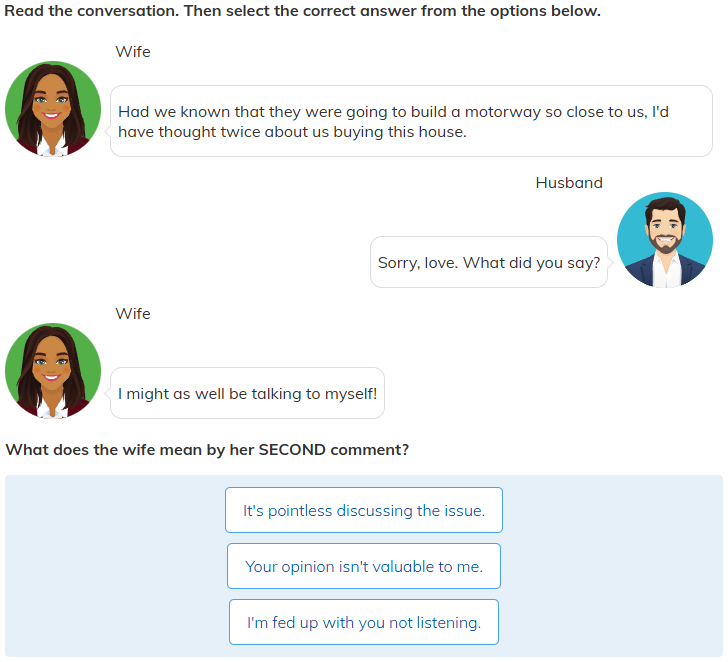 Read the conversation. Then select the correct answer from the options below.
Wife
Had we known that they were going to build a motorway so close to us, I'd
have thought twice about us buying this house.
Husband
Sorry, love. What did you say?
Wife
I might as well be talking to myself!
What does the wife mean by her SECOND comment?
It's pointless discussing the issue.
Your opinion isn't valuable to me.
I'm fed up with you not listening.